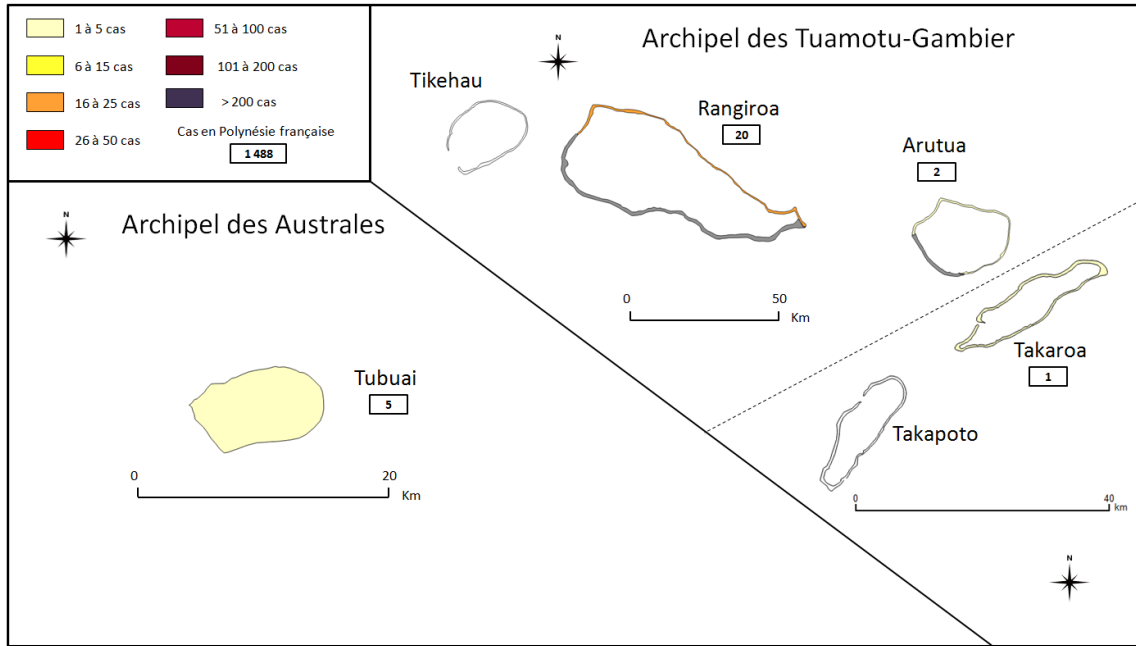 1 à 5 cas
51 à 100 cas
6 à 15 cas
101 à 200 cas
16 à 25 cas
> 200 cas
26 à 50 cas
Cas en Polynésie française
1 488
Archipel des Tuamotu-Gambier
N
Tikehau
Rangiroa
20
Arutua
2
0
50
Km
Takaroa
1
Takapoto
0
40
km
N
N
Archipel des Australes
Tubuai
5
0
20
Km